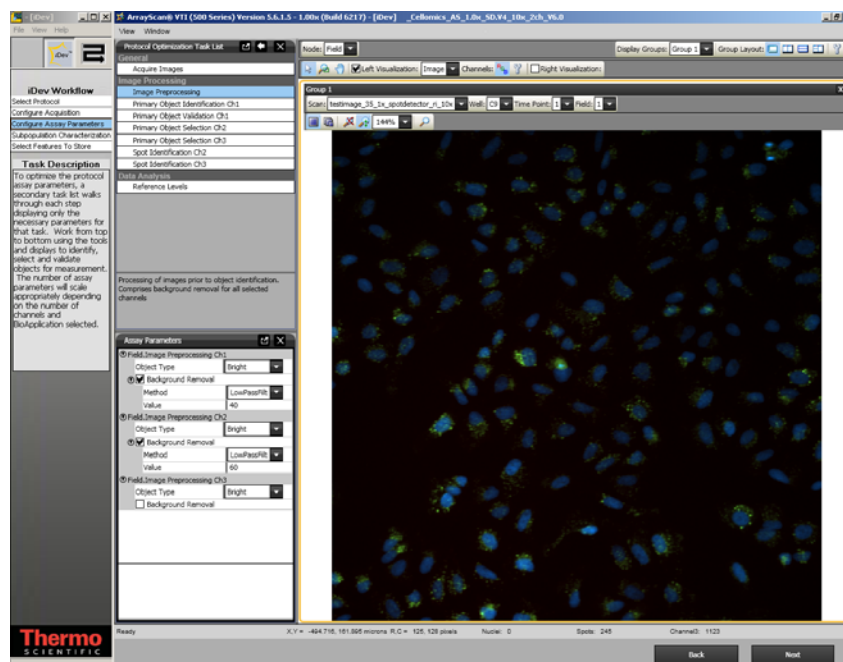 - [iDev]
ArrayScan® VTI (500 Series) Version 5.6.1.5 - 1.00x (Build 6217) - [iDev] _Cellomics_AS_1.0x_SD.V4_10x_2ch_V6.0
File View Help
View Window
iDev
iDev Workflow
Select Protocol
Configure Acquisition
Configure Assay Parameters
Subpopulation Characterization
Select Features To Store
Task Description
To optimize the protocol
assay parameters, a
secondary task list walks
through each step
displaying only the
necessary parameters for
that task. Work from top
to bottom using the tools
and displays to identify,
select and validate
objects for measurement.
The number of assay
parameters will scale
appropriately depending
on the number of
channels and
BioApplication selected.
Thermo
SCIENTIFIC
Protocol Optimization Task List
General
Acquire Images
Image Processing
Image Preprocessing
Primary Object Identification Ch1
Primary Object Validation Ch1
Primary Object Selection Ch2
Primary Object Selection Ch3
Spot Identification Ch2
Spot Identification Ch3
Data Analysis
Reference Levels
Processing of images prior to object identification.
Comprises background removal for all selected
channels
Assay Parameters
Field.Image Preprocessing Ch1
Object Type Bright
Background Removal
Method LowPassFilt
Value 40
Field.Image Preprocessing Ch2
Object Type Bright
Background Removal
Method LowPassFilt
Value 60
Field.Image Preprocessing Ch3
Object Type Bright
Background Removal
Node: Field Display Groups: Group 1 Group Layout:
Left Visualization: Image Channels: Right Visualization:
Group 1 X
Scan: testimage_35_1x_spotdetector_ri_10x Well: C9 Time Point: 1 Field: 1
144%
Ready X,Y = -494.716, 161.895 microns R,C = 125, 128 pixels Nuclei: 0 Spots: 245 Channel3: 1123
Back Next